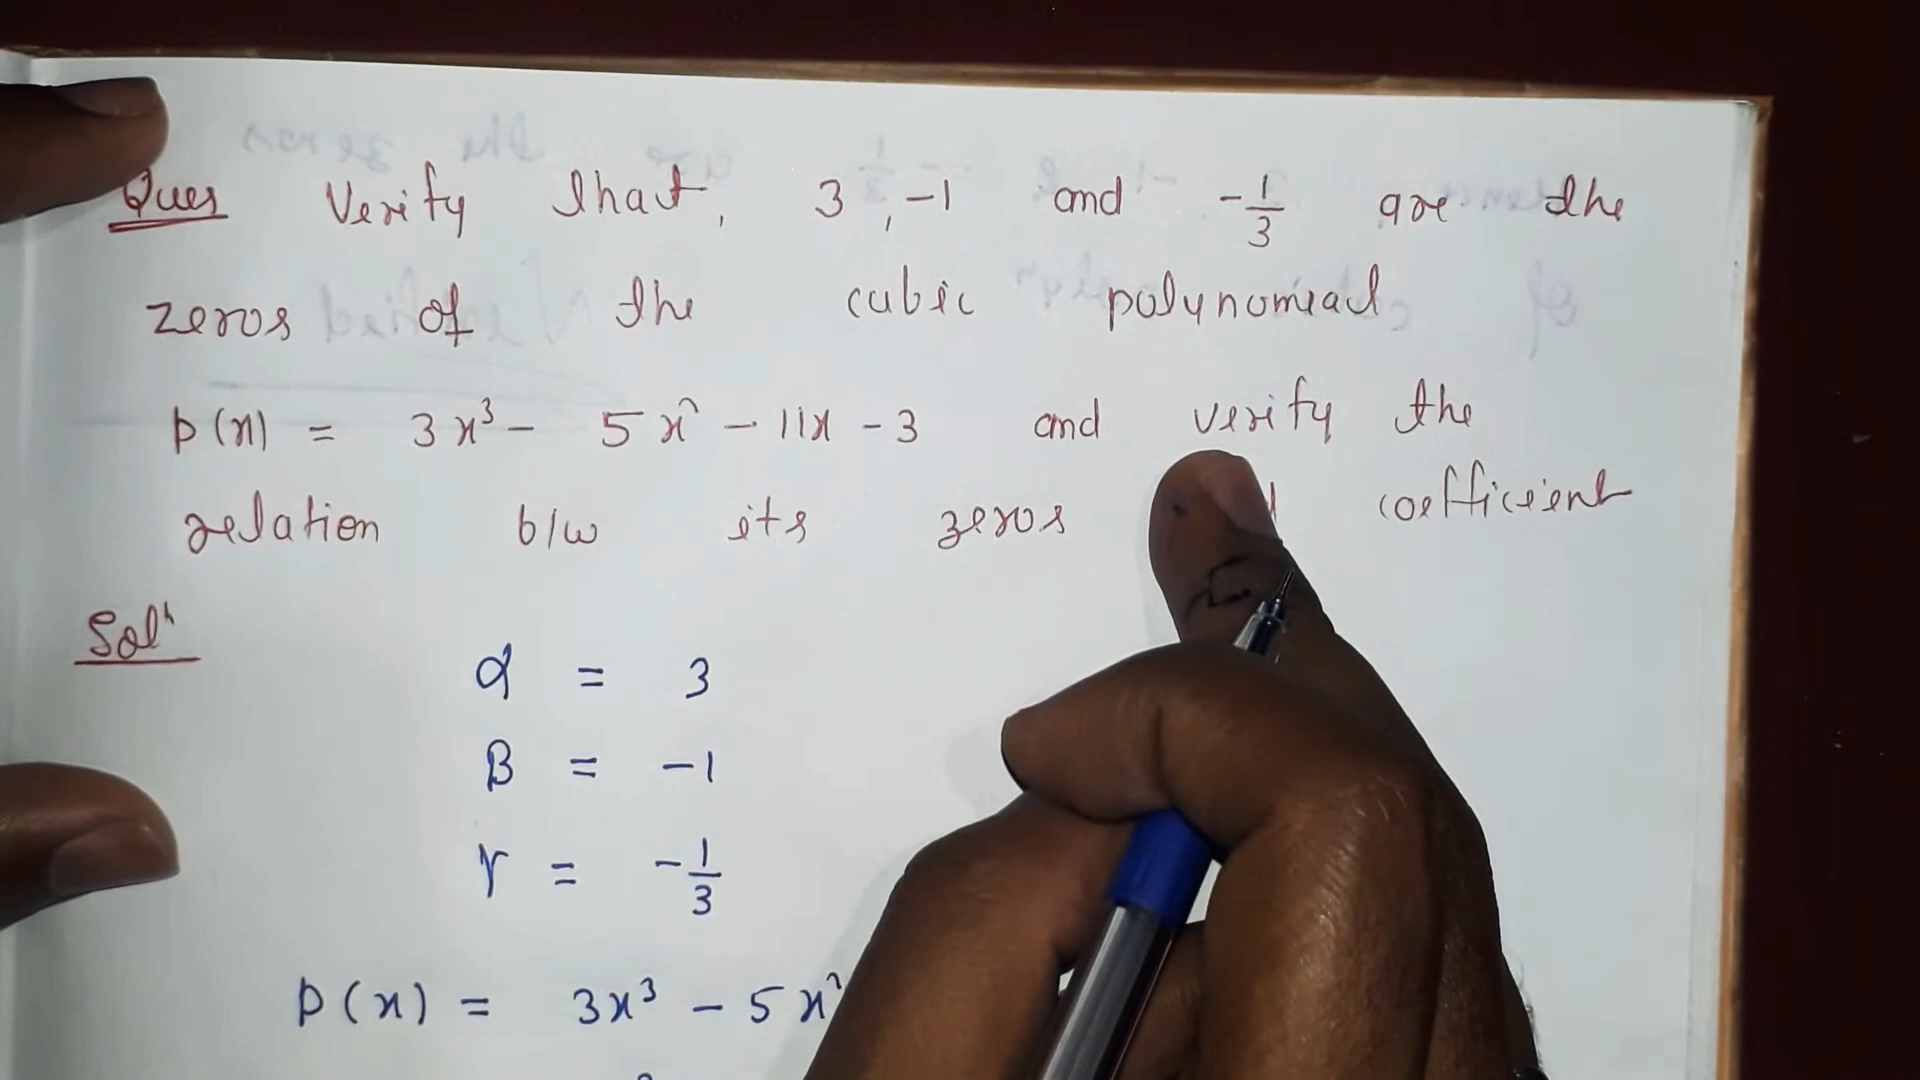 Ques Verify that, 3, -1 and -1/3 are the
zeros of the cubic polynomial
p(x) = 3x³ - 5x² - 11x - 3 and verify the
relation b/w its zeros coefficient
Solⁿ
α = 3
β = -1
γ = -1/3
p(x) = 3x³ - 5x²